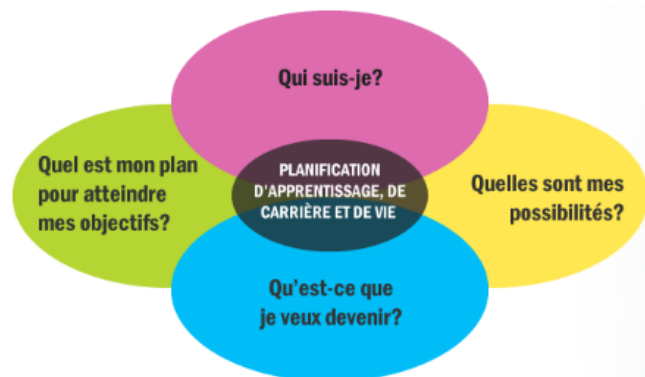 Qui suis-je?
Quel est mon plan
pour atteindre
mes objectifs?
PLANIFICATION
D'APPRENTISSAGE, DE
CARRIÈRE ET DE VIE
Quelles sont mes
possibilités?
Qu'est-ce que
je veux devenir?